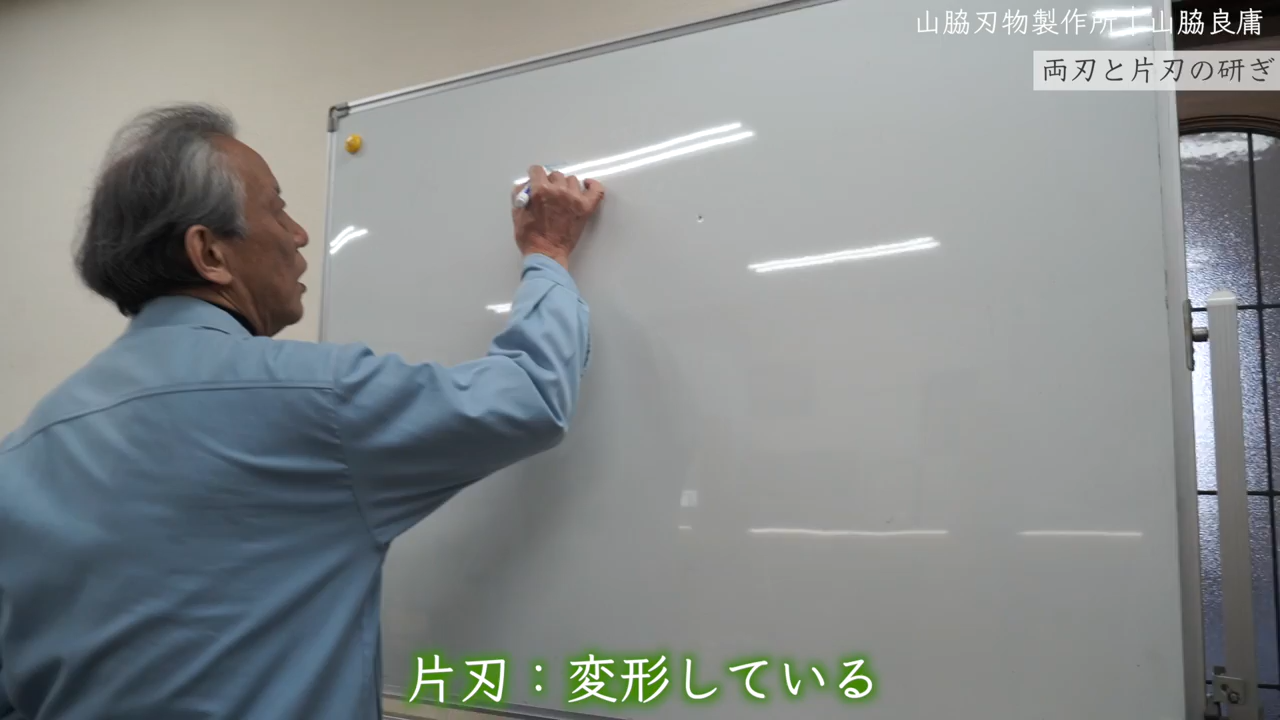 山脇刃物製作所｜山脇良庸
両刃と片刃の研ぎ
片刃：変形している